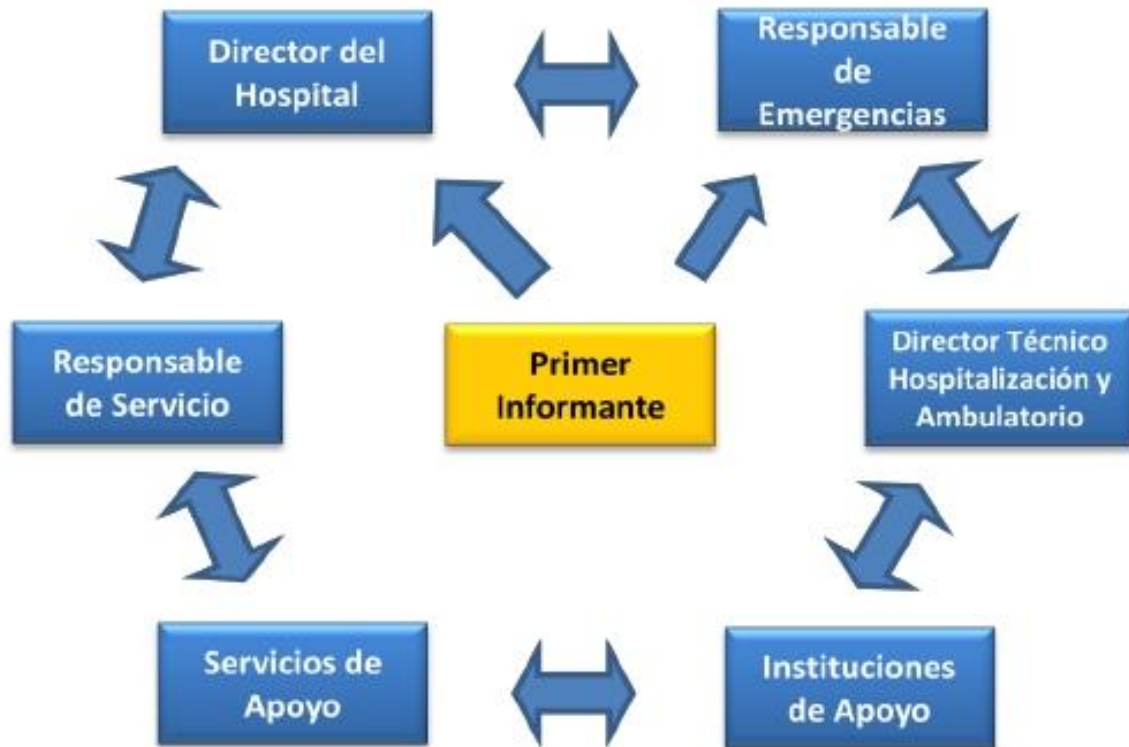 Director del
Hospital
Responsable
de
Emergencias
Responsable
de Servicio
Primer
Informante
Director Técnico
Hospitalización y
Ambulatorio
Servicios de
Apoyo
Instituciones
de Apoyo